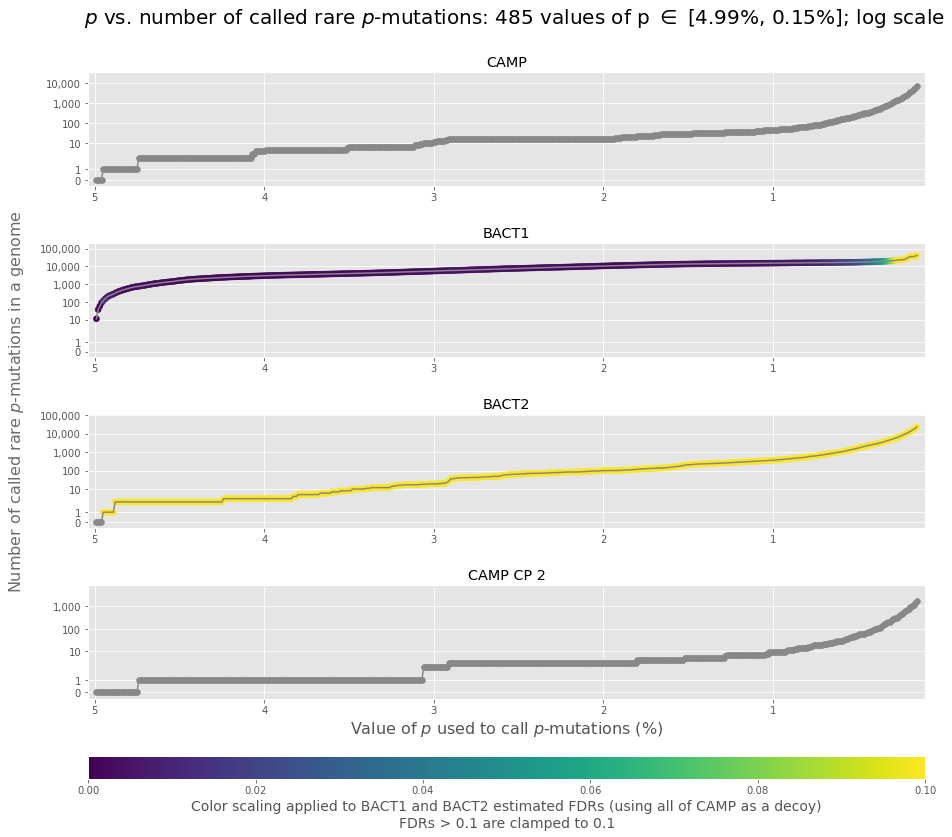 p vs. number of called rare p-mutations: 485 values of p ∈ [4.99%, 0.15%]; log scale
Number of called rare p-mutations in a genome
CAMP
10,000
1,000
100
10
1
0
5 4 3 2 1
BACT1
100,000
10,000
1,000
100
10
1
0
5 4 3 2 1
BACT2
100,000
10,000
1,000
100
10
1
0
5 4 3 2 1
CAMP CP 2
1,000
100
10
1
0
5 4 3 2 1
Value of p used to call p-mutations (%)
0.00 0.02 0.04 0.06 0.08 0.10
Color scaling applied to BACT1 and BACT2 estimated FDRs (using all of CAMP as a decoy)
FDRs > 0.1 are clamped to 0.1